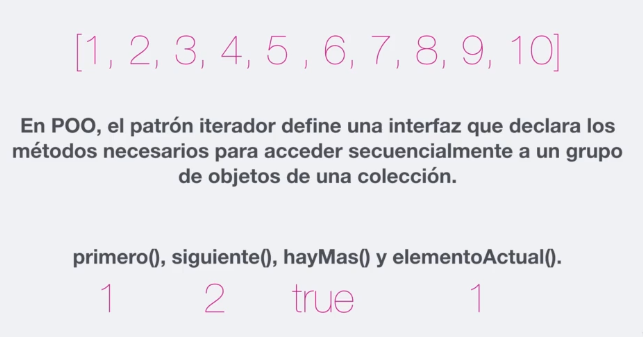 [1, 2, 3, 4, 5 , 6, 7, 8, 9, 10]
En POO, el patrón iterador define una interfaz que declara los
métodos necesarios para acceder secuencialmente a un grupo
de objetos de una colección.
primero(), siguiente(), hayMas() y elementoActual().
1 2 true 1